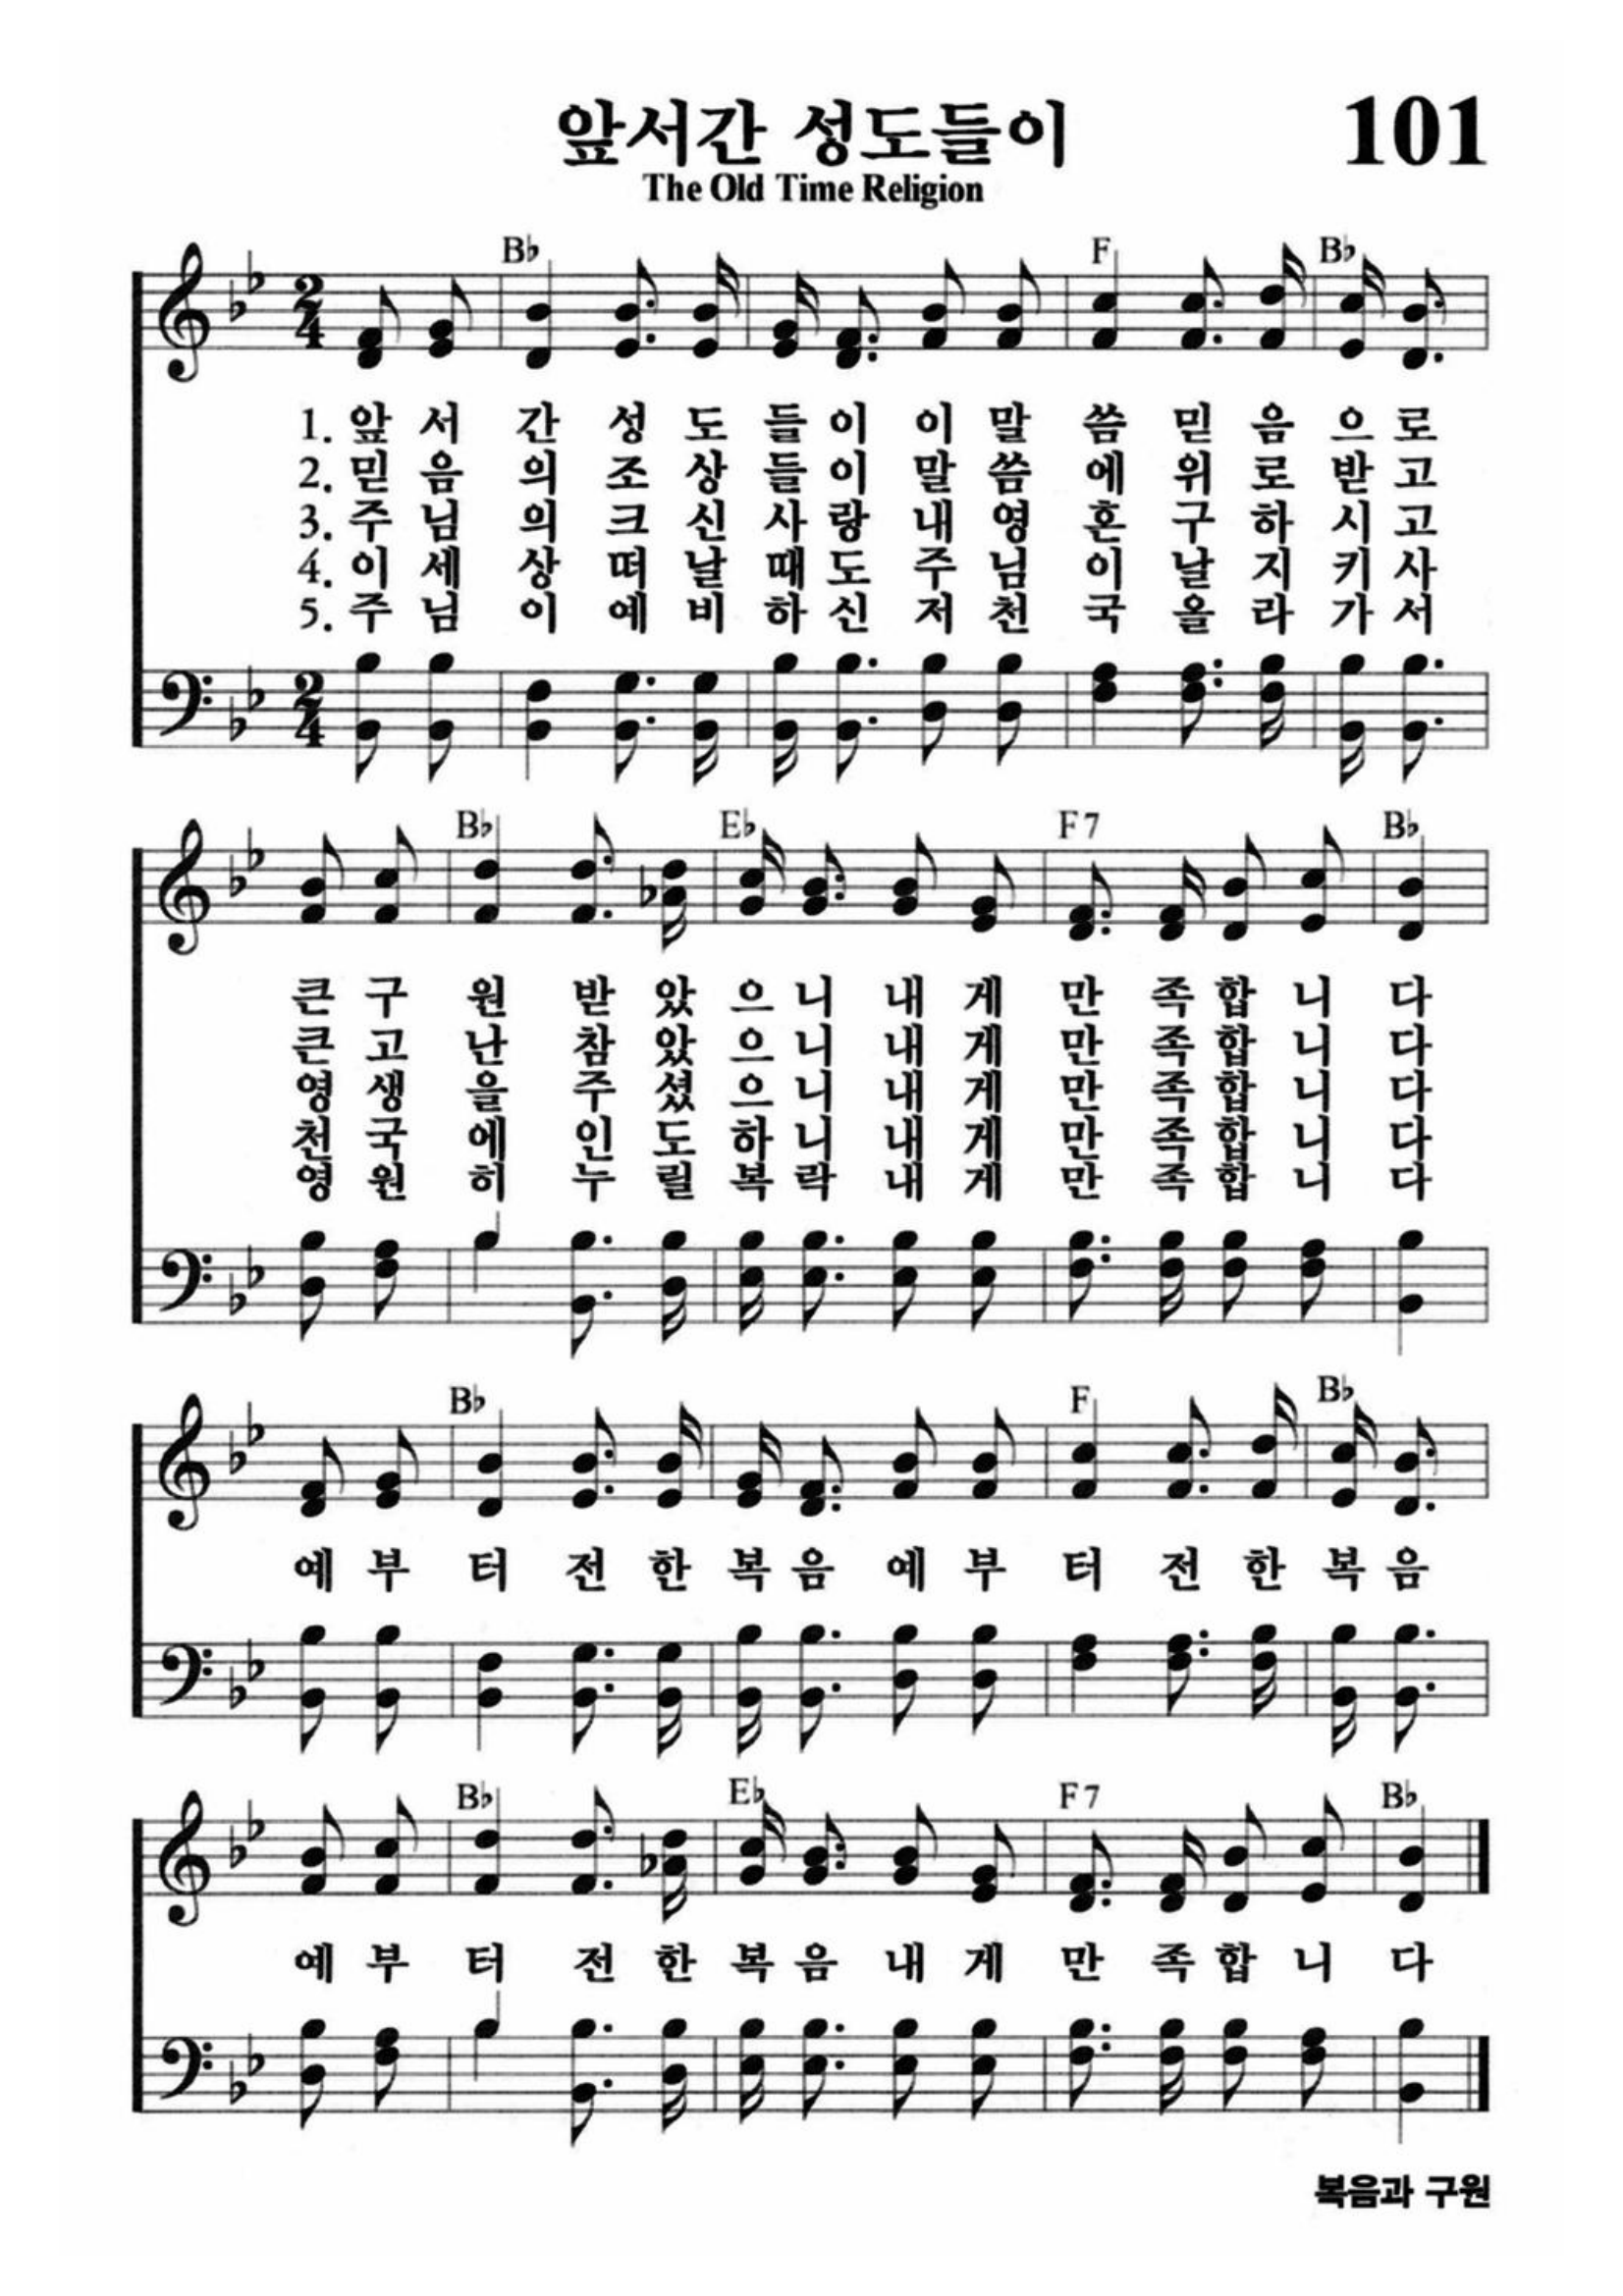 앞서간 성도들이 101
The Old Time Religion
B♭ F B♭
1. 앞 서 간 성 도 들 이 이 말 씀 믿 음 으 로
2. 믿 음 의 조 상 들 이 말 씀 에 위 로 받 고
3. 주 님 의 크 신 사 랑 내 영 혼 구 하 시 고
4. 이 세 상 떠 날 때 도 주 님 이 날 지 키 사
5. 주 님 이 예 비 하 신 저 천 국 올 라 가 서
B♭ E♭ F7 B♭
큰 구 원 받 았 으 니 내 게 만 족 합 니 다
큰 고 난 참 았 으 니 내 게 만 족 합 니 다
영 생 을 주 셨 으 니 내 게 만 족 합 니 다
천 국 에 인 도 하 니 내 게 만 족 합 니 다
영 원 히 누 릴 복 락 내 게 만 족 합 니 다
B♭ F B♭
예 부 터 전 한 복 음 예 부 터 전 한 복 음
B♭ E♭ F7 B♭
예 부 터 전 한 복 음 내 게 만 족 합 니 다
복음과 구원